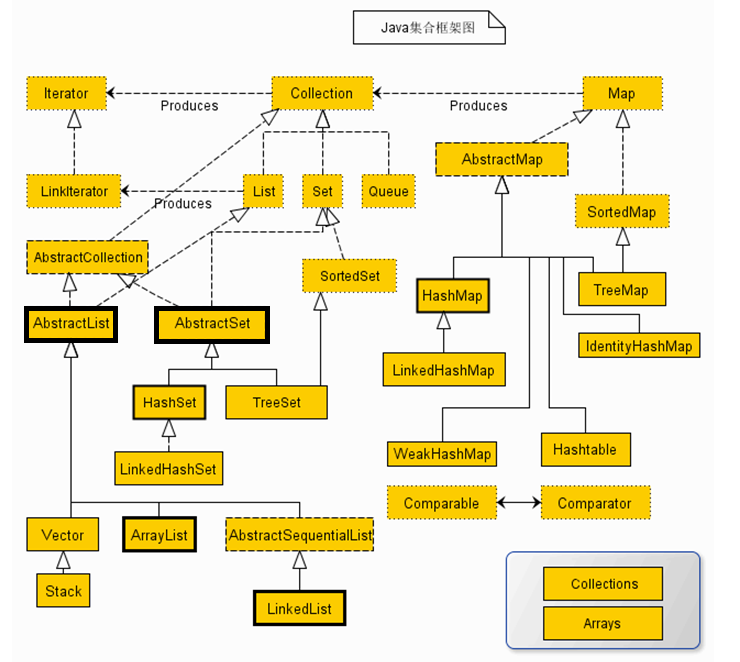 Java集合框架图
Iterator
Collection
Map
Produces
Produces
AbstractMap
LinkIterator
List
Set
Queue
Produces
SortedMap
AbstractCollection
SortedSet
HashMap
TreeMap
AbstractList
AbstractSet
IdentityHashMap
LinkedHashMap
HashSet
TreeSet
WeakHashMap
Hashtable
LinkedHashSet
Comparable
Comparator
Vector
ArrayList
AbstractSequentialList
Stack
LinkedList
Collections
Arrays